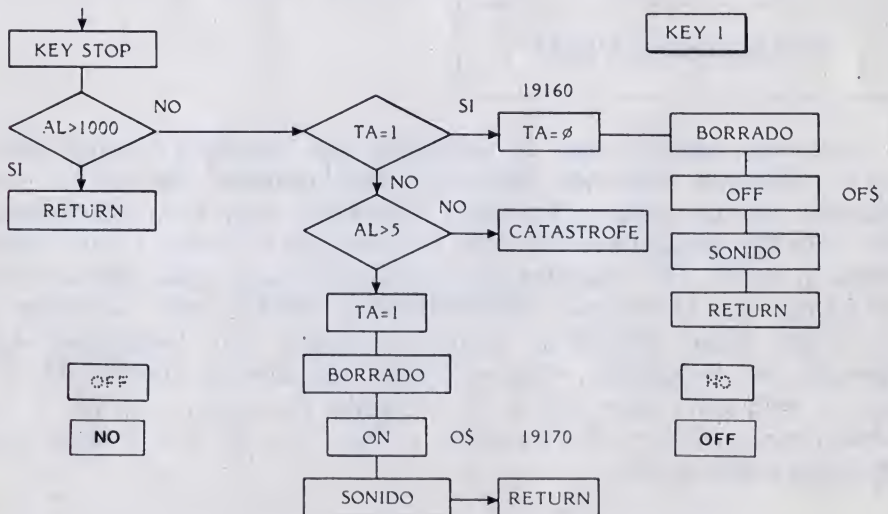 KEY STOP
KEY 1
AL>1000
NO
SI
RETURN
TA=1
SI
19160
TA=ø
BORRADO
OFF
OF$
SONIDO
RETURN
NO
AL>5
NO
CATASTROFE
TA=1
BORRADO
ON
O$
19170
SONIDO
RETURN
OFF
NO
NO
OFF